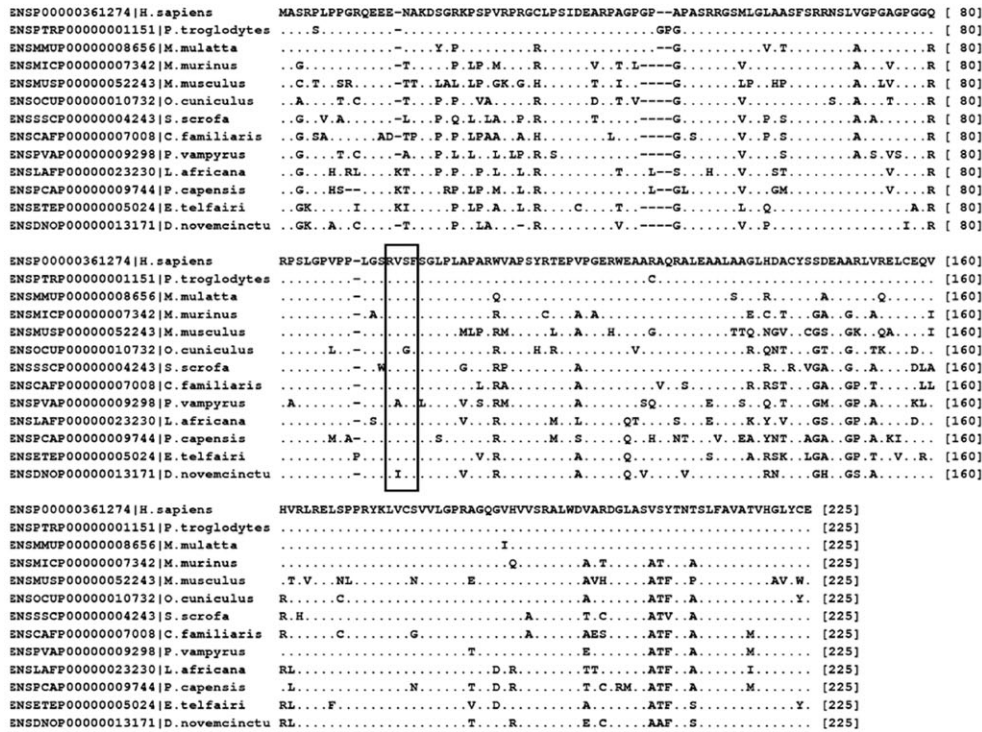 ENSP00000361274|H.sapiens MASRPLPPGRQEEE-NAKDSGRKPSPVRPRGCLPSIDEARPAGPGP--APASRRGSMLGLAASFSRRNSLVGPGAGPGGQ [ 80]
ENSPTRP00000001151|P.troglodytes ....S.........-...............................GPG............................... [ 80]
ENSMMUP00000008656|M.mulatta ..............-....Y.P........R...............--.........V.T........A........R [ 80]
ENSMICP00000007342|M.murinus ..G...........-T...P.LP.M....R......V..T.L----G.......V..........A...G....R [ 80]
ENSMUSP00000052243|M.musculus ..C.T..SR.....-TT..LAL.LP.GK.G.H......T..I....----G.......LP..HP........A..LV....R [ 80]
ENSOCUP00000010732|O.cuniculus ..A....T.C....-T...P.P..VA....R......D..T.V----G.......V..........S..A...T....R [ 80]
ENSSSCP00000004243|S.scrofa ..G..V.A......-L...P.Q.LA..P.R......T.....----G.......V..P.S........A.A......R [ 80]
ENSCAFP00000007008|C.familiaris ..G.SA......AD-TP..P.LPAA..A.H........L...----G.S.....V..P.S........A...G....R [ 80]
ENSPVAP00000009298|P.vampyrus ..G....T.C....-A...P.L.L..L.LP.R.S.........----G.......V....S........A.S.VS...R [ 80]
ENSLAFP00000023230|L.africana ..G...H.RL....KT...P.P.LP.L..R.........T...L--S...H..V....ST........A...V....R [ 80]
ENSPCAP00000009744|P.capensis ..G...HS--....KT....RP.LP.M.L.R............P..L--GL......G...GM........A........R [ 80]
ENSETEP00000005024|E.telfairi ..GK.....I....KI...P.LP.A..L.R....C....T...----A.......L..Q.................G.R [ 80]
ENSDNOP00000013171|D.novemcinctu ..GK..A..C....-T...P..LA....R.........V....----G.......V...................I..R [ 80]
ENSP00000361274|H.sapiens RPSLGPVPP-LGSRVSFSGLPLAPARWVAPSYRTEPVPGERWEAARAQRALEAALAAGLHDACYSSDEAARLVRELCEQV [160]
ENSPTRP00000001151|P.troglodytes .........-...................................C.................................. [160]
ENSMMUP00000008656|M.mulatta .........-................Q............................S...R......A......Q...... [160]
ENSMICP00000007342|M.murinus .........-.A..............R.....C...A.A..................E.C.T...GA..G.A......I [160]
ENSMUSP00000052243|M.musculus .........-............MLP.RM.....L..A...H....G.........TTQ.NGV..CGS..GK..QA....I [160]
ENSOCUP00000010732|O.cuniculus ......L..-.....G..........R....H.R.........V...............R.QNT...GT..G..TK...D.. [160]
ENSSSCP00000004243|S.scrofa .........-..W.........G...RP........A......................R..R.VGA..GP.A....DLA [160]
ENSCAFP00000007008|C.familiaris .........-..............L.RA........A.........V..S.........R.RST...GA..GP.T.....LL [160]
ENSPVAP00000009298|P.vampyrus .A.......-....A..L....V.S.RM........A.......SQ......E...S..Q.T....GM..GP.A....KL. [160]
ENSLAFP00000023230|L.africana .........-.S..........V...R......M..L.....QT....S...E...K.Y.V...GS..GP.A....D.. [160]
ENSPCAP00000009744|P.capensis ......M.A-........S.......R......M..A..S..E..H..NT...V..EA.YNT...AGA..GP.A.KI.... [160]
ENSETEP00000005024|E.telfairi .........P..............V.R.........A.....E..............A...RSK...GA..GP.T..V..R. [160]
ENSDNOP00000013171|D.novemcinctu .........-....I.......A...R.........A.....Q.V....V.........RN....GH..GS.A....... [160]
ENSP00000361274|H.sapiens HVRLRELSPPRYKLVCSVVLGPRAGQGVHVVSRALWDVARDGLASVSYTNTSLFAVATVHGLYCE [225]
ENSPTRP00000001151|P.troglodytes ................................................................. [225]
ENSMMUP00000008656|M.mulatta ...........................I..................................... [225]
ENSMICP00000007342|M.murinus ............................Q........A.T.....AT...A.............. [225]
ENSMUSP00000052243|M.musculus .T.V...NL.......N......E.............AVH.....ATF..P.........AV.W. [225]
ENSOCUP00000010732|O.cuniculus R......C.............................A.......ATF..A............Y. [225]
ENSSSCP00000004243|S.scrofa R.H...........................A......T.C.....ATV..A.............. [225]
ENSCAFP00000007008|C.familiaris R......C........G.............A......AES.....ATF..A......M....... [225]
ENSPVAP00000009298|P.vampyrus .......................T.............E.......ATF..A......M....... [225]
ENSLAFP00000023230|L.africana RL........................D.R........TT......ATF..A......I....... [225]
ENSPCAP00000009744|P.capensis .L..............N......T..D.R........A.C.RM..ATF..T......M....... [225]
ENSETEP00000005024|E.telfairi RL....F................V..D..........A.R.....ATF..T............Y. [225]
ENSDNOP00000013171|D.novemcinctu RL.....................T....R........E.C.....AAF..S.............. [225]